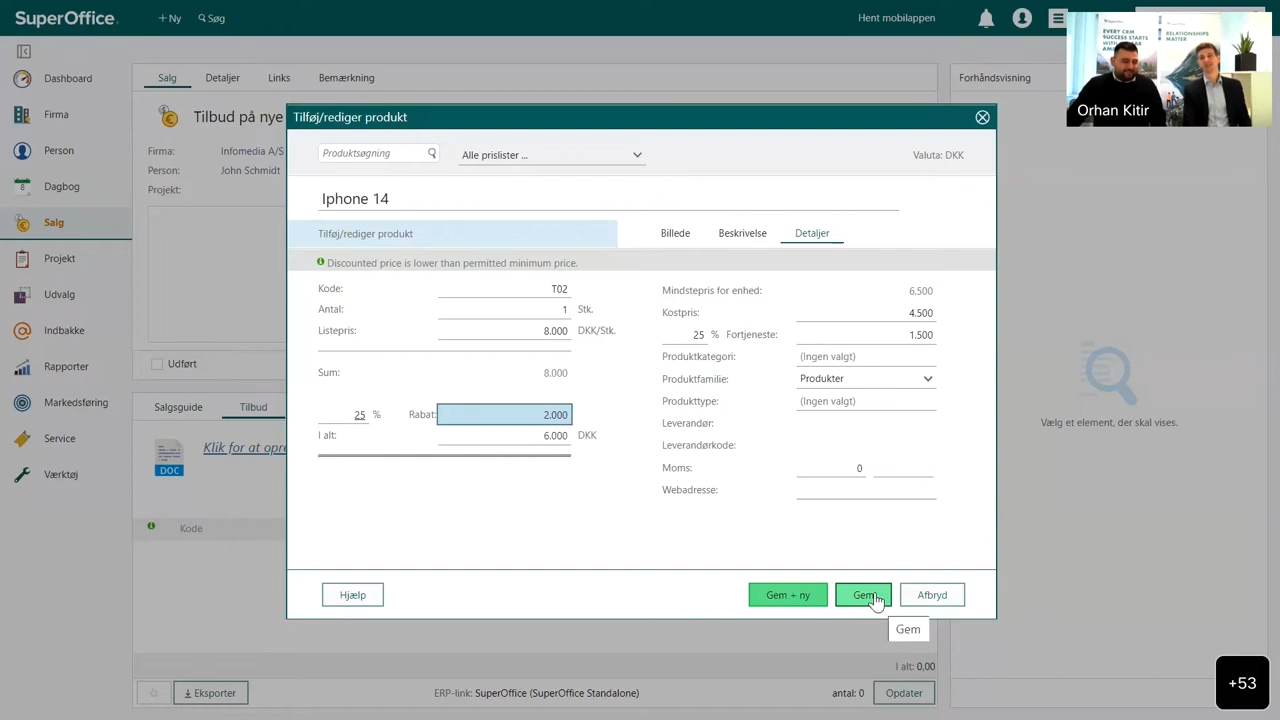 SuperOffice.
+ Ny
Søg
Hent mobilappen
EVERY CRM
SUCCESS STARTS
RELATIONSHIPS
MATTER
Orhan Kitir
Dashboard
Firma
Person
Dagbog
Salg
Projekt
Udvalg
Indbakke
Rapporter
Markedsføring
Service
Værktøj
Salg
Detaljer
Links
Bemærkning
Forhåndsvisning
Tilbud på nye
Firma:
Infomedia A/S
Person:
John Schmidt
Projekt:
Udført
Salgsguide
Tilbud
DOC
Klik for at opr
Kode
Tilføj/rediger produkt
Produktsøgning
Alle prislister ...
Valuta: DKK
Iphone 14
Tilføj/rediger produkt
Billede
Beskrivelse
Detaljer
Discounted price is lower than permitted minimum price.
Kode: T02
Antal: 1 Stk.
Listepris: 8.000 DKK/Stk.
Sum: 8.000
25 % Rabat: 2.000
I alt: 6.000 DKK
Mindstepris for enhed: 6.500
Kostpris: 4.500
25 % Fortjeneste: 1.500
Produktkategori: (Ingen valgt)
Produktfamilie: Produkter
Produkttype: (Ingen valgt)
Leverandør:
Leverandørkode:
Moms: 0
Webadresse:
Hjælp
Gem + ny
Gem
Afbryd
Gem
Vælg et element, der skal vises.
I alt: 0,00
Eksporter
ERP-link: SuperOffice (SuperOffice Standalone)
antal: 0
Opdater
+53